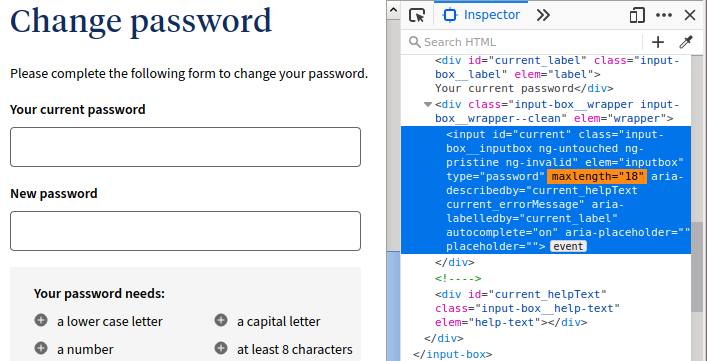 Change password
Please complete the following form to change your password.
Your current password
New password
Your password needs:
a lower case letter
a capital letter
a number
at least 8 characters
Inspector
Search HTML
<div id="current_label" class="input-
box__label" elem="label">
Your current password</div>
<div class="input-box__wrapper input-
box__wrapper--clean" elem="wrapper">
<input id="current" class="input-
box__inputbox ng-untouched ng-
pristine ng-invalid" elem="inputbox"
type="password" maxlength="18" aria-
describedby="current_helpText
current_errorMessage" aria-
labelledby="current_label"
autocomplete="on" aria-placeholder=""
placeholder=""> event
</div>
<!---->
<div id="current_helpText"
class="input-box__help-text"
elem="help-text"></div>
</div>
</input-box>